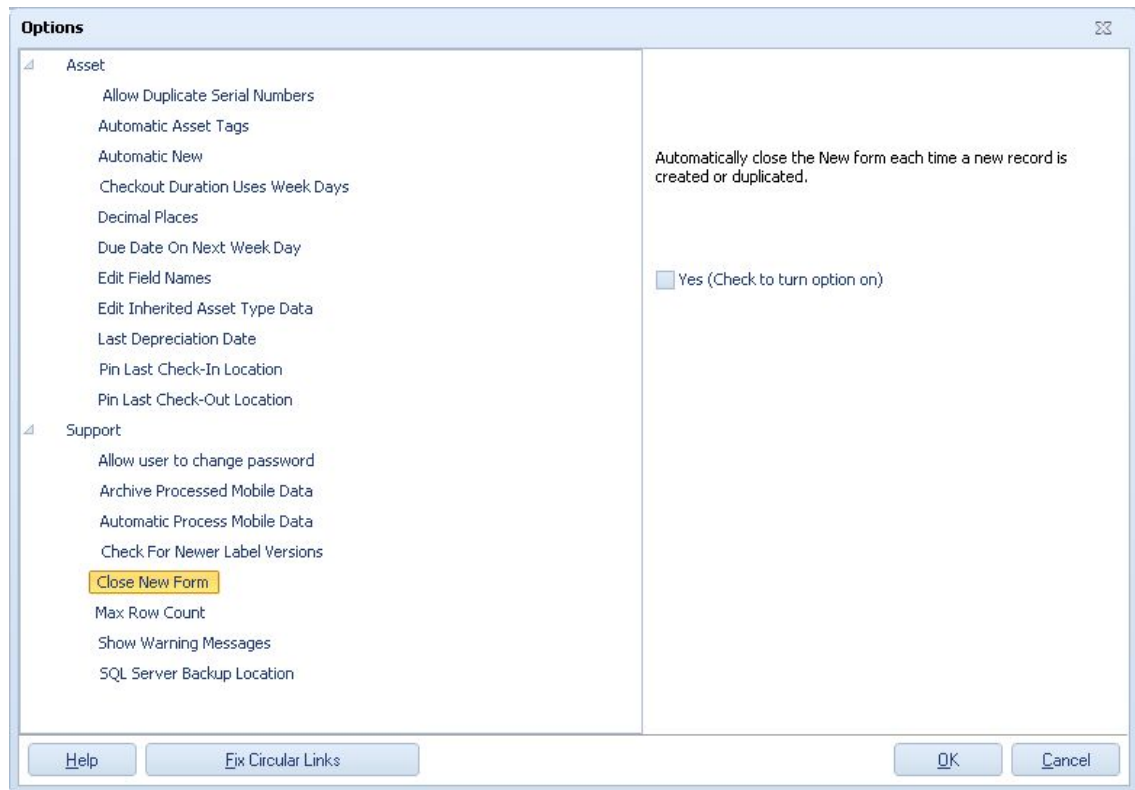 Options
Asset
Allow Duplicate Serial Numbers
Automatic Asset Tags
Automatic New
Checkout Duration Uses Week Days
Decimal Places
Due Date On Next Week Day
Edit Field Names
Edit Inherited Asset Type Data
Last Depreciation Date
Pin Last Check-In Location
Pin Last Check-Out Location
Support
Allow user to change password
Archive Processed Mobile Data
Automatic Process Mobile Data
Check For Newer Label Versions
Close New Form
Max Row Count
Show Warning Messages
SQL Server Backup Location
Automatically close the New form each time a new record is
created or duplicated.
Yes (Check to turn option on)
Help
Fix Circular Links
OK
Cancel